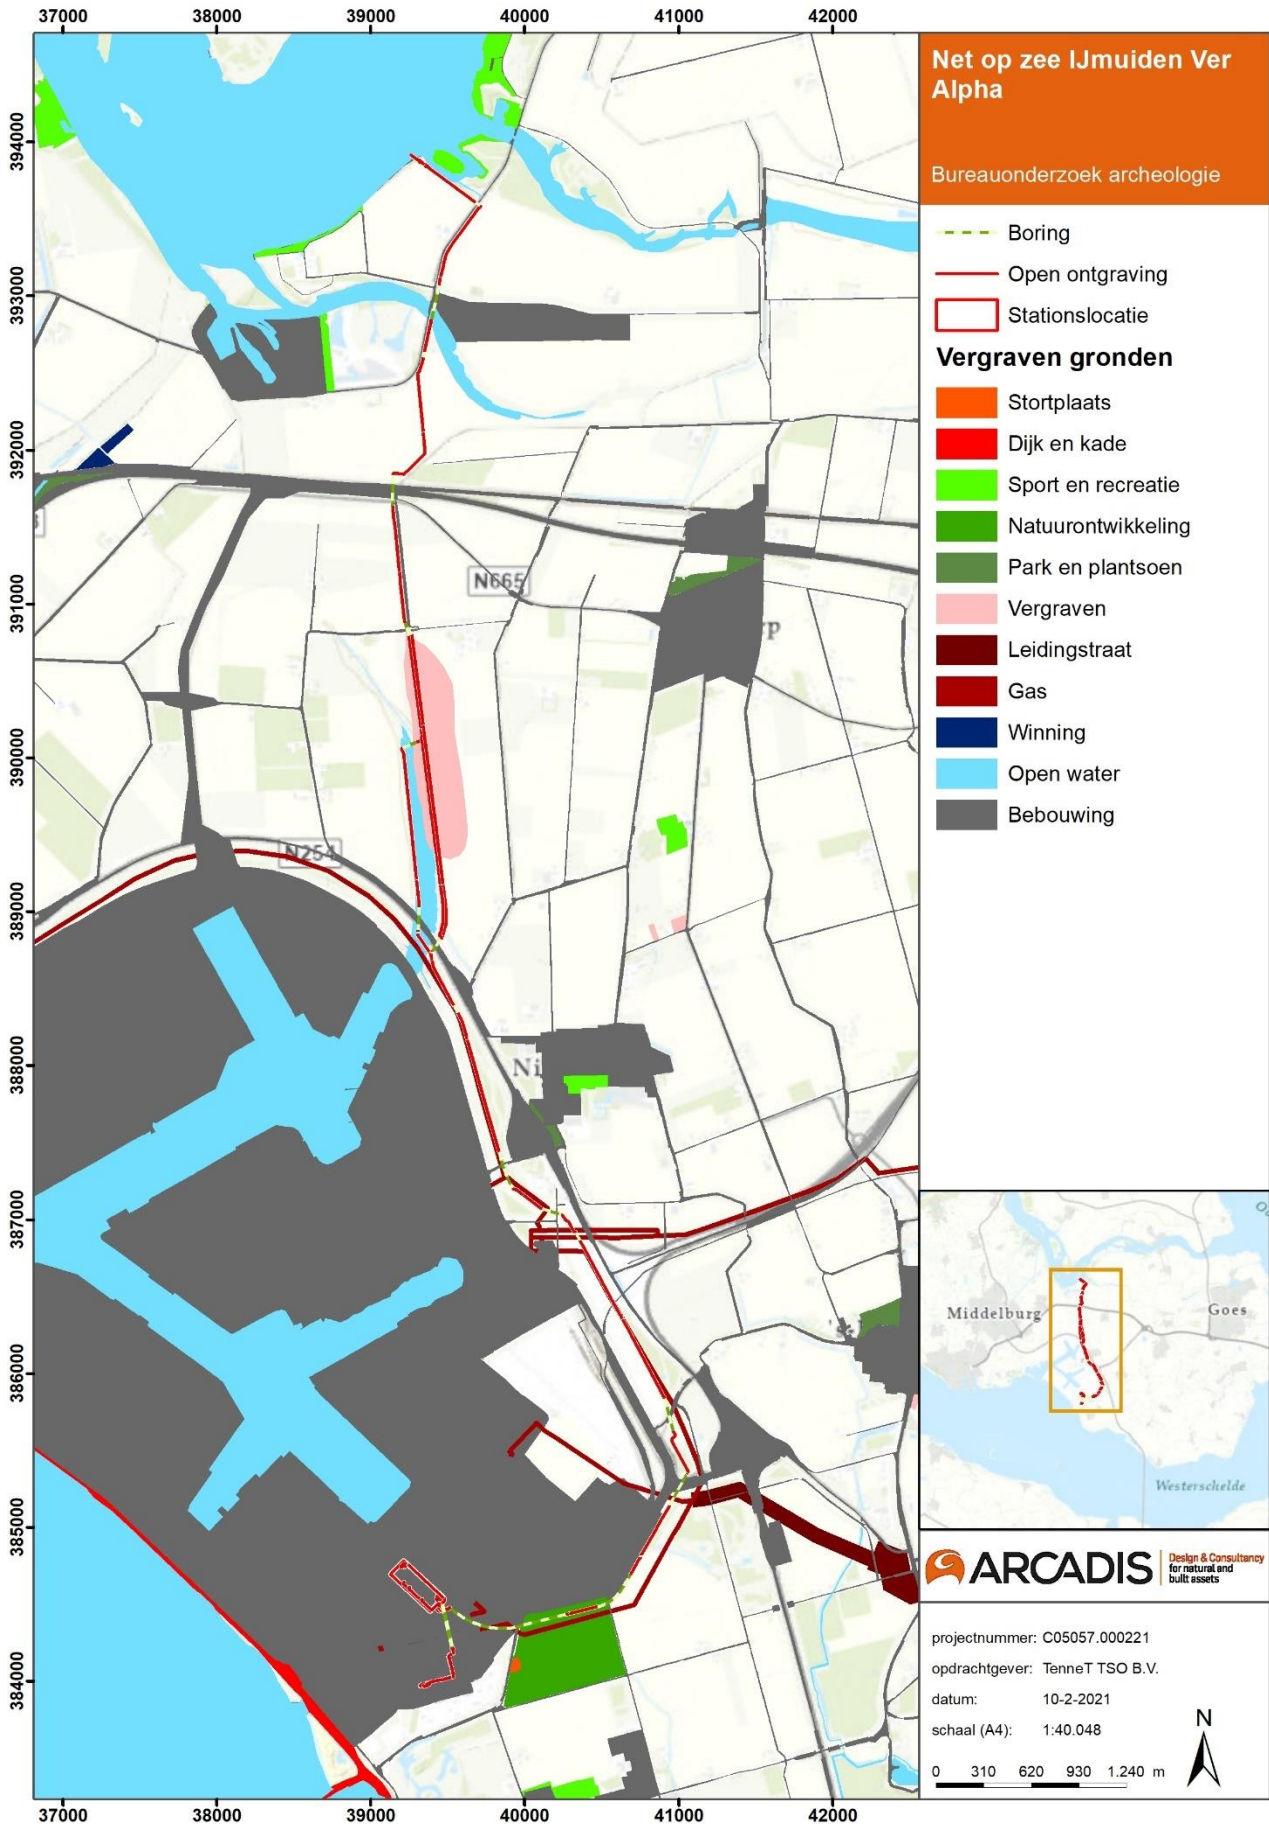 37000 38000 39000 40000 41000 42000
394000
393000
392000
391000
390000
389000
388000
387000
386000
385000
384000
N665
N254
Ni
rp
37000 38000 39000 40000 41000 42000
Net op zee IJmuiden Ver
Alpha
Bureauonderzoek archeologie
Boring
Open ontgraving
Stationslocatie
Vergraven gronden
Stortplaats
Dijk en kade
Sport en recreatie
Natuurontwikkeling
Park en plantsoen
Vergraven
Leidingstraat
Gas
Winning
Open water
Bebouwing
Middelburg
Goes
Westerschelde
ARCADIS
Design & Consultancy
for natural and
built assets
projectnummer: C05057.000221
opdrachtgever: TenneT TSO B.V.
datum: 10-2-2021
schaal (A4): 1:40.048
N
0 310 620 930 1.240 m